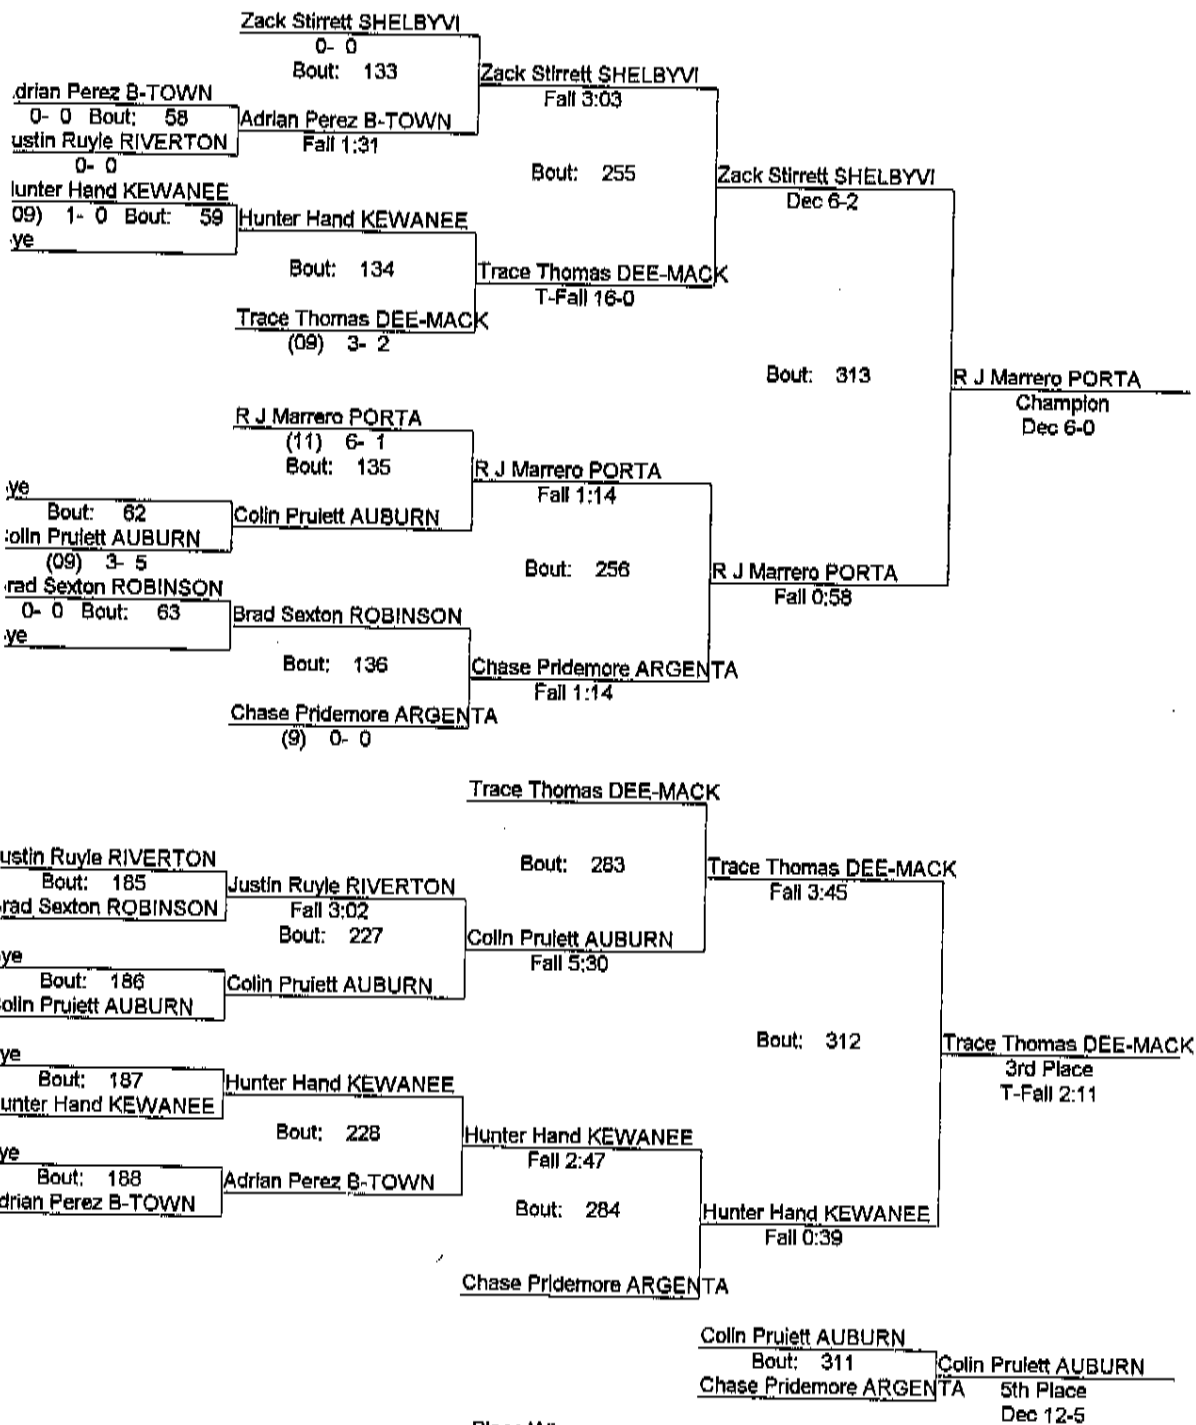 Zack Stirrett SHELBYVI
0- 0
Bout: 133
Zack Stirrett SHELBYVI
Fall 3:03
drian Perez B-TOWN
0- 0 Bout: 58
Adrian Perez B-TOWN
Fall 1:31
ustin Ruyle RIVERTON
0- 0
Bout: 255
Zack Stirrett SHELBYVI
Dec 6-2
lunter Hand KEWANEE
09) 1- 0 Bout: 59
Hunter Hand KEWANEE
ye
Bout: 134
Trace Thomas DEE-MACK
T-Fall 16-0
Trace Thomas DEE-MACK
(09) 3- 2
Bout: 313
R J Marrero PORTA
Champion
Dec 6-0
R J Marrero PORTA
(11) 6- 1
Bout: 135
R J Marrero PORTA
Fall 1:14
ye
Bout: 62
Colin Pruiett AUBURN
olin Pruiett AUBURN
(09) 3- 5
Bout: 256
R J Marrero PORTA
Fall 0:58
rad Sexton ROBINSON
0- 0 Bout: 63
Brad Sexton ROBINSON
ye
Bout: 136
Chase Pridemore ARGENTA
Fall 1:14
Chase Pridemore ARGENTA
(9) 0- 0
Trace Thomas DEE-MACK
Bout: 283
Trace Thomas DEE-MACK
Fall 3:45
ustin Ruyle RIVERTON
Bout: 185
Justin Ruyle RIVERTON
Fall 3:02
rad Sexton ROBINSON
Bout: 227
Colin Pruiett AUBURN
Fall 5:30
ye
Bout: 186
Colin Pruiett AUBURN
Colin Pruiett AUBURN
Bout: 312
Trace Thomas DEE-MACK
3rd Place
T-Fall 2:11
ye
Bout: 187
Hunter Hand KEWANEE
unter Hand KEWANEE
Bout: 228
Hunter Hand KEWANEE
Fall 2:47
ye
Bout: 188
Adrian Perez B-TOWN
drian Perez B-TOWN
Bout: 284
Hunter Hand KEWANEE
Fall 0:39
Chase Pridemore ARGENTA
Colin Pruiett AUBURN
Bout: 311
Colin Pruiett AUBURN
Chase Pridemore ARGENTA
5th Place
Dec 12-5